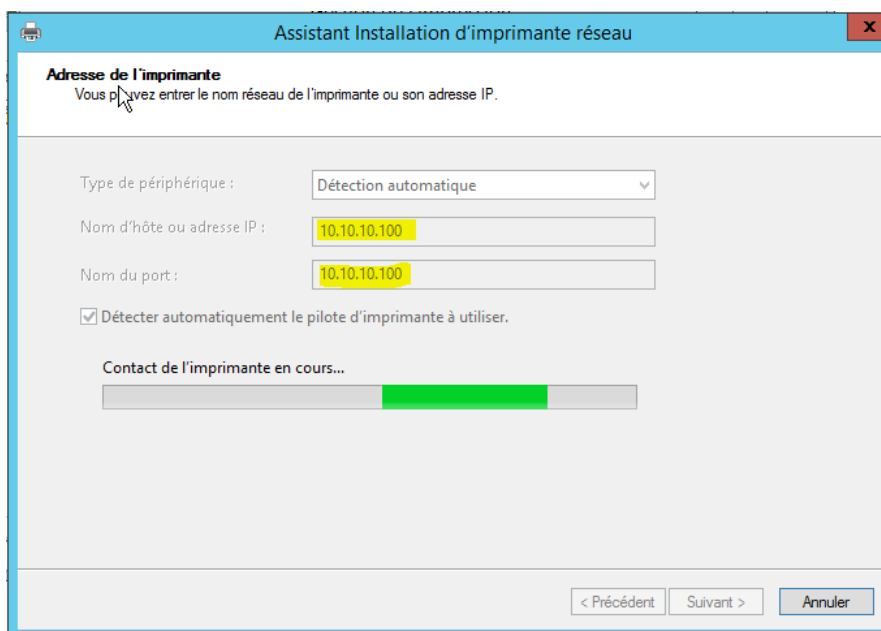 Assistant Installation d'imprimante réseau
x
Adresse de l'imprimante
Vous pouvez entrer le nom réseau de l'imprimante ou son adresse IP.
Type de périphérique :
Détection automatique
Nom d'hôte ou adresse IP :
10.10.10.100
Nom du port :
10.10.10.100
Détecter automatiquement le pilote d'imprimante à utiliser.
Contact de l'imprimante en cours...
< Précédent
Suivant >
Annuler